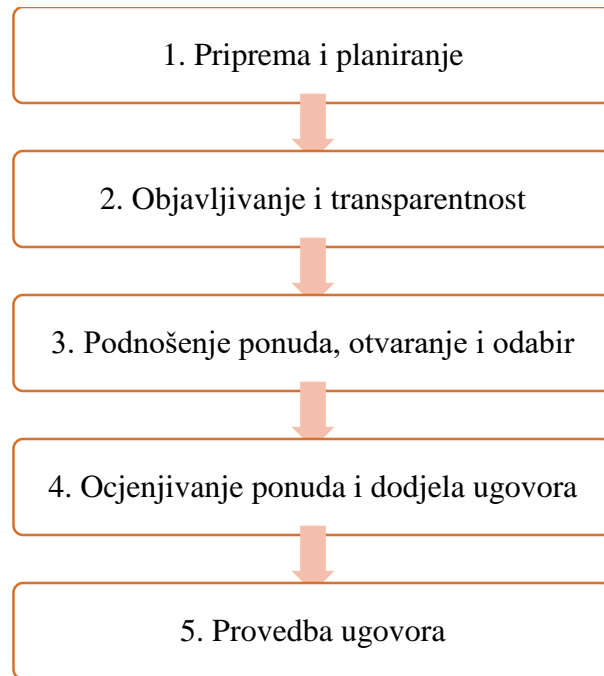 1. Priprema i planiranje
2. Objavljivanje i transparentnost
3. Podnošenje ponuda, otvaranje i odabir
4. Ocjenjivanje ponuda i dodjela ugovora
5. Provedba ugovora